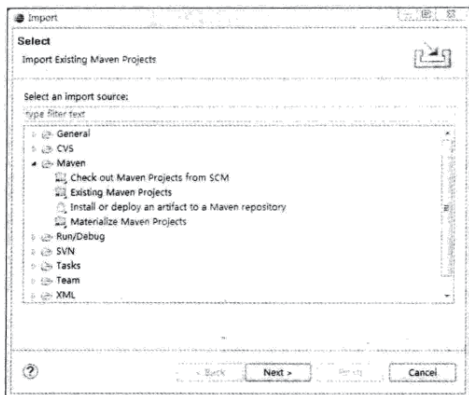 Import
Select
Import Existing Maven Projects
Select an import source:
type filter text
General
CVS
Maven
Check out Maven Projects from SCM
Existing Maven Projects
Install or deploy an artifact to a Maven repository
Materialize Maven Projects
Run/Debug
SVN
Tasks
Team
XML
?
< Back
Next >
Finish
Cancel